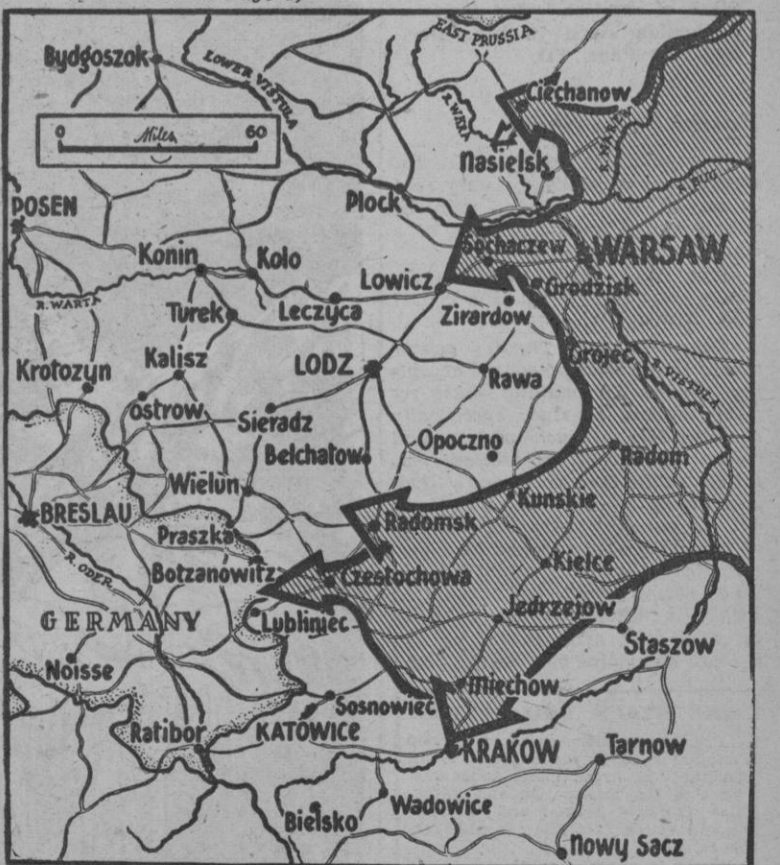 EAST PRUSSIA
Bydgoszok
LOWER VISTULA
Ciechanow
R. WARTA
0 Miles 60
Nasielsk
R. BUG
Plock
POSEN
Sochaczew
WARSAW
Konin
Kolo
Lowicz
Grodzisk
R. WARTA
Turek
Leczyca
Zirardow
Grojec
Kalisz
LODZ
Rawa
R. VISTULA
Krotozyn
ostrow
Sieradz
Opoczno
Belchatow
Radom
Wielun
Kunskie
BRESLAU
Radomsk
Praszka
Kielce
R. ODER
Botzanowitz
Czestochowa
GERMANY
Lubliniec
Jedrzejow
Staszow
Noisse
Miechow
Sosnowiec
Ratibor
KATOWICE
KRAKOW
Tarnow
Wadowice
Bielsko
Nowy Sacz